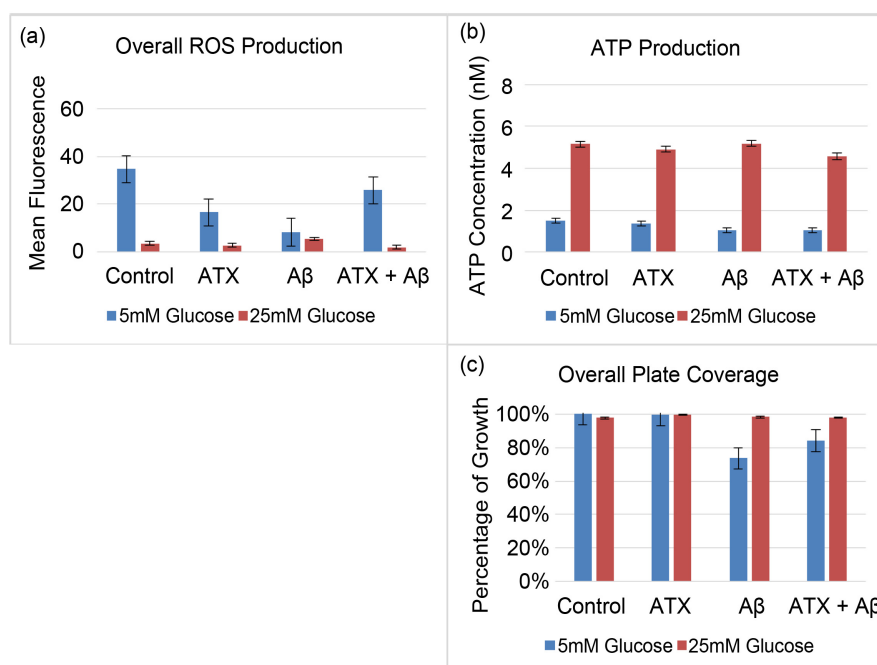 (a)
Overall ROS Production
Mean Fluorescence
60
40
20
0
Control ATX Aβ ATX + Aβ
5mM Glucose 25mM Glucose
(b)
ATP Production
ATP Concentration (nM)
8
6
4
2
0
Control ATX Aβ ATX + Aβ
5mM Glucose 25mM Glucose
(c)
Overall Plate Coverage
Percentage of Growth
100%
80%
60%
40%
20%
0%
Control ATX Aβ ATX + Aβ
5mM Glucose 25mM Glucose